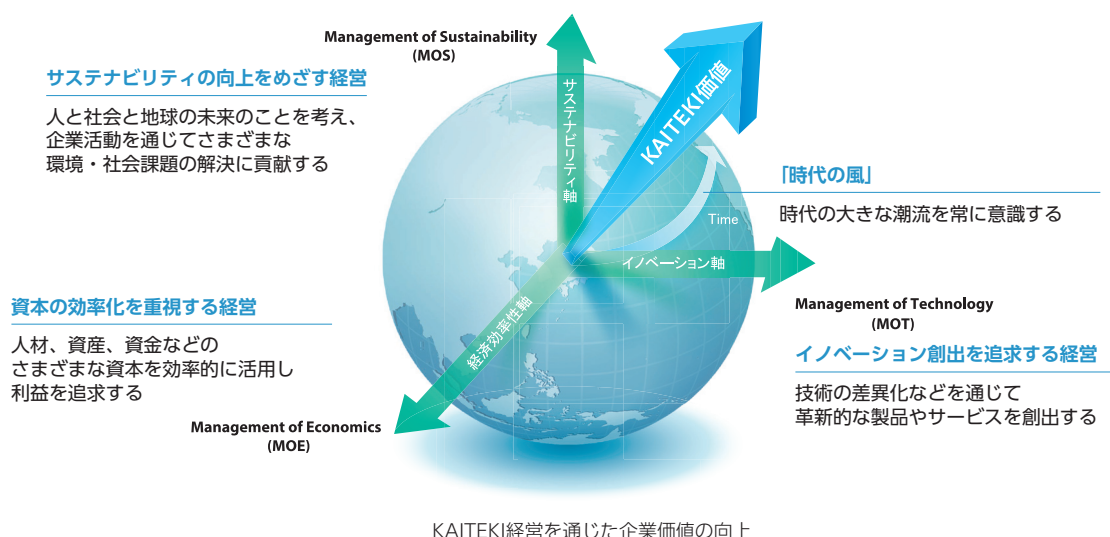 Management of Sustainability
(MOS)
サステナビリティの向上をめざす経営
人と社会と地球の未来のことを考え、
企業活動を通じてさまざまな
環境・社会課題の解決に貢献する
サステナビリティ軸
KAITEKI価値
「時代の風」
時代の大きな潮流を常に意識する
Time
イノベーション軸
Management of Technology
(MOT)
イノベーション創出を追求する経営
技術の差異化などを通じて
革新的な製品やサービスを創出する
資本の効率化を重視する経営
人材、資産、資金などの
さまざまな資本を効率的に活用し
利益を追求する
経済効率性軸
Management of Economics
(MOE)
KAITEKI経営を通じた企業価値の向上